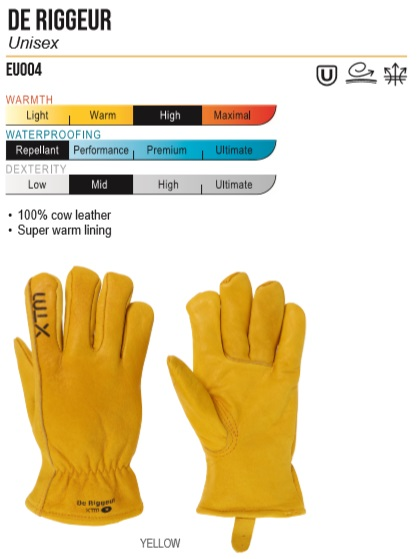 DE RIGGEUR
Unisex
EU004
U
WARMTH
Light Warm High Maximal
WATERPROOFING
Repellant Performance Premium Ultimate
DEXTERITY
Low Mid High Ultimate
• 100% cow leather
• Super warm lining
XTM
De Riggeur
XTM
YELLOW